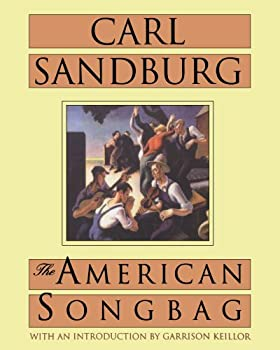 CARL
SANDBURG
The
AMERICAN
SONGBAG
WITH AN INTRODUCTION BY GARRISON KEILLOR